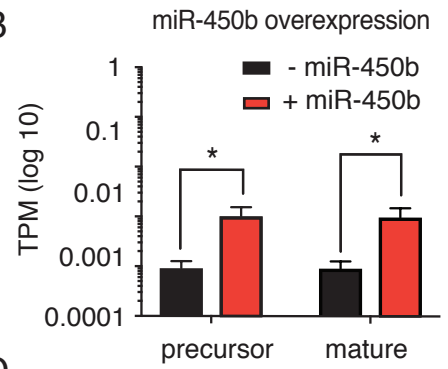 B
miR-450b overexpression
TPM (log 10)
1
0.1
0.01
0.001
0.0001
- miR-450b
+ miR-450b
*
*
precursor
mature